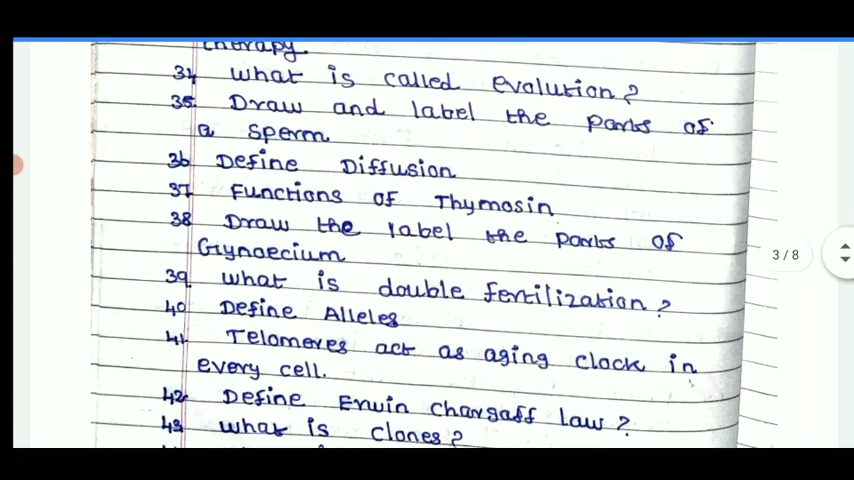 therapy.
34 What is called evolution?
35. Draw and label the parts of
a sperm
36 Define Diffusion
37 Functions of Thymosin
38 Draw the label the parts of
Gynoecium
39 What is double fertilization?
40 Define Alleles
41 Telomeres act as aging clock in
every cell.
42 Define Erwin Chargaff law?
43 What is clones?
3 / 8